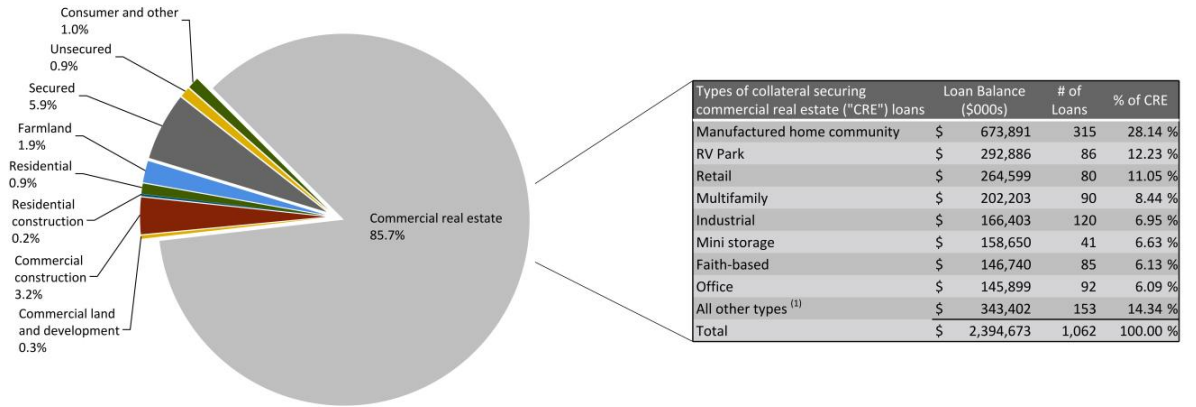 Consumer and other
1.0%
Unsecured
0.9%
Secured
5.9%
Farmland
1.9%
Residential
0.9%
Residential
construction
0.2%
Commercial
construction
3.2%
Commercial land
and development
0.3%
Commercial real estate
85.7%
Types of collateral securing commercial real estate ("CRE") loans Loan Balance ($000s) # of Loans % of CRE
Manufactured home community $ 673,891 315 28.14 %
RV Park $ 292,886 86 12.23 %
Retail $ 264,599 80 11.05 %
Multifamily $ 202,203 90 8.44 %
Industrial $ 166,403 120 6.95 %
Mini storage $ 158,650 41 6.63 %
Faith-based $ 146,740 85 6.13 %
Office $ 145,899 92 6.09 %
All other types (1) $ 343,402 153 14.34 %
Total $ 2,394,673 1,062 100.00 %